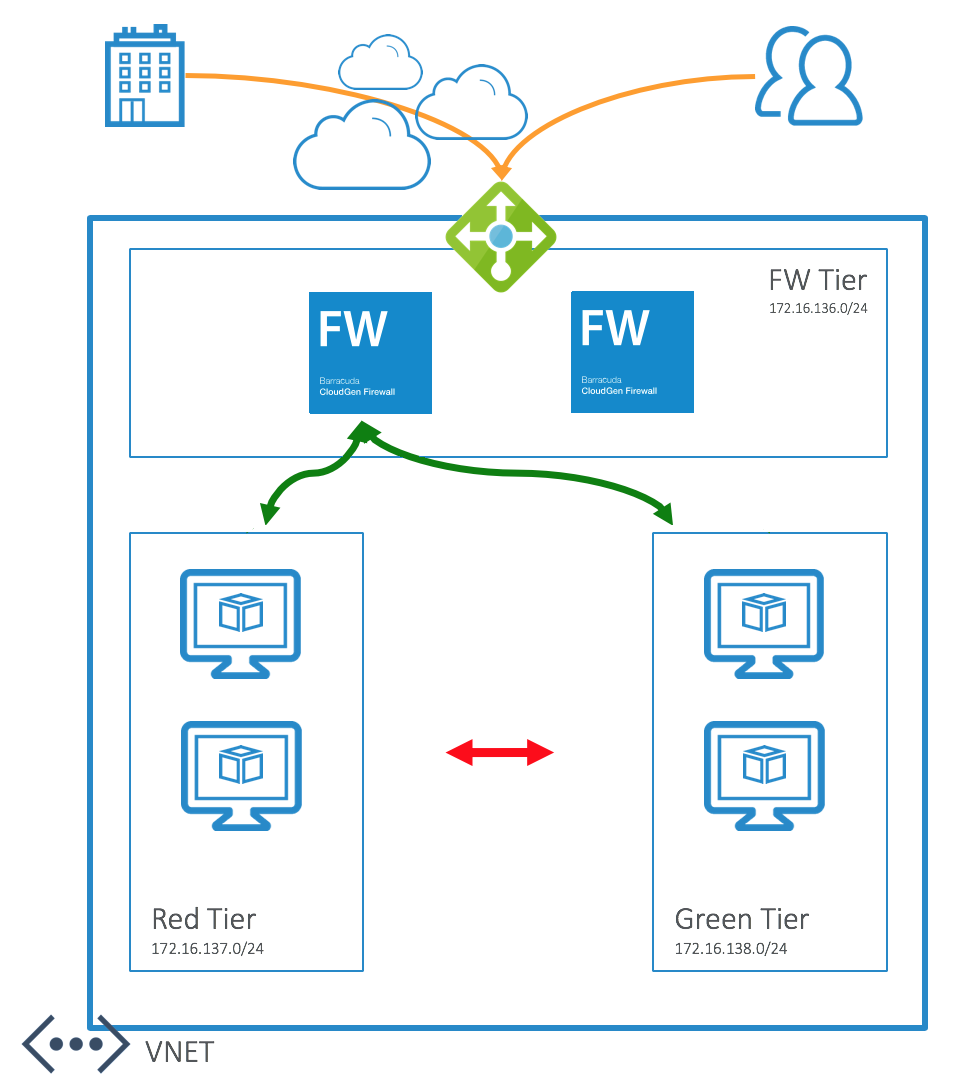 FW Tier
172.16.136.0/24
FW
Barracuda
CloudGen Firewall
FW
Barracuda
CloudGen Firewall
Red Tier
172.16.137.0/24
Green Tier
172.16.138.0/24
VNET